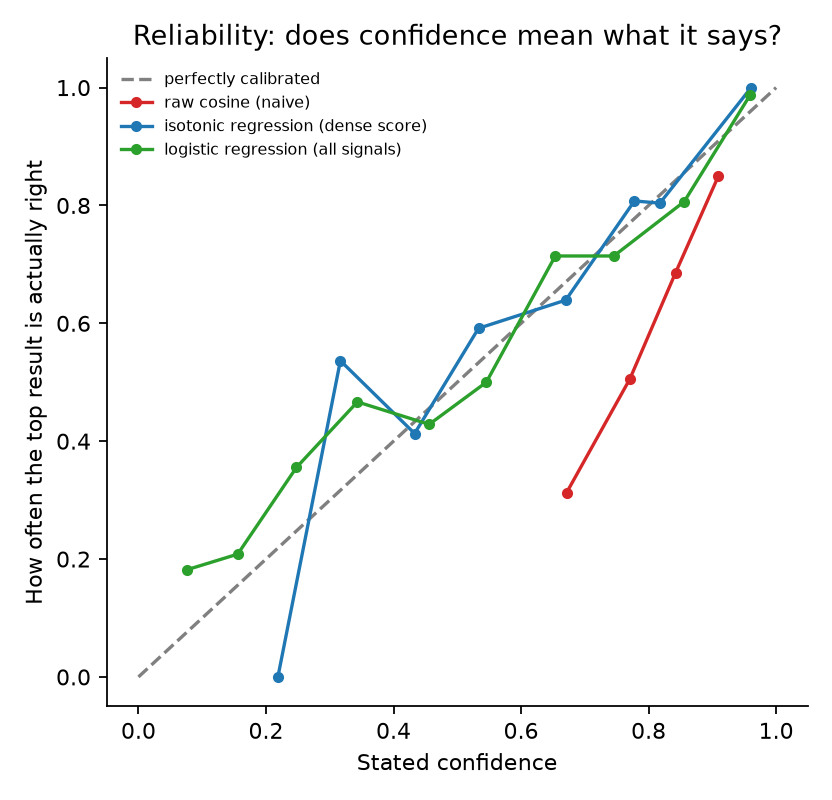 Reliability: does confidence mean what it says?
perfectly calibrated
raw cosine (naive)
isotonic regression (dense score)
logistic regression (all signals)
How often the top result is actually right
1.0
0.8
0.6
0.4
0.2
0.0
0.0 0.2 0.4 0.6 0.8 1.0
Stated confidence